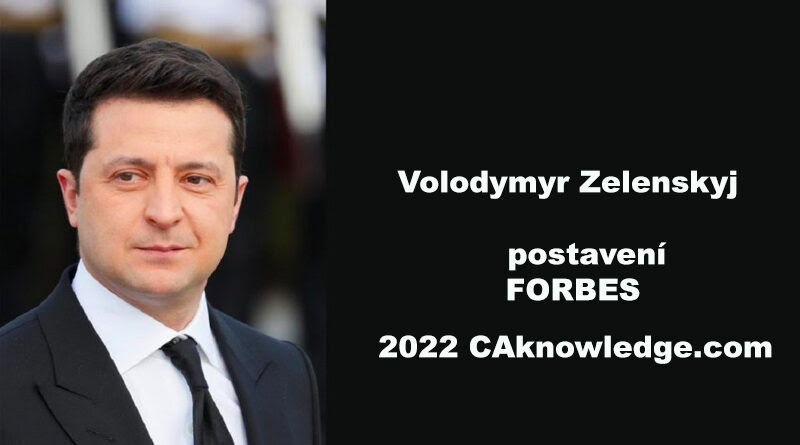 Volodymyr Zelenskyj
postavení
FORBES
2022 CAknowledge.com